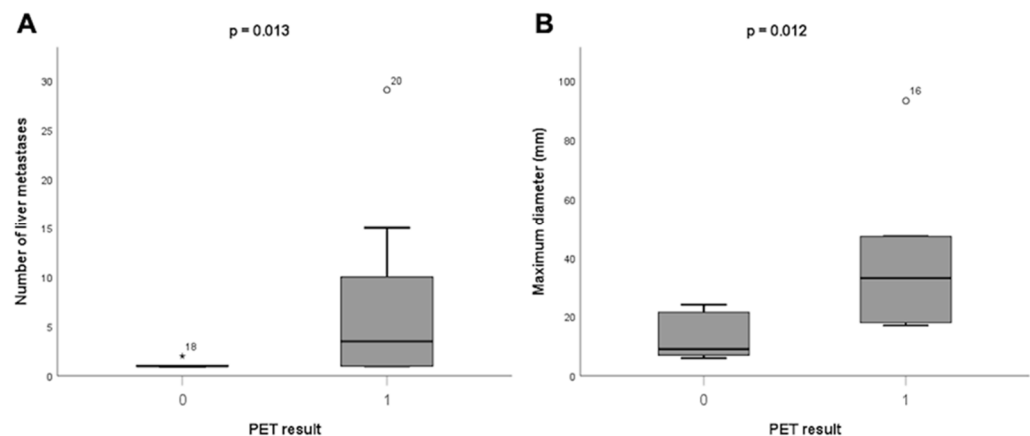 A
p = 0.013
Number of liver metastases
30
25
20
15
10
5
0
20
*18
0
1
PET result
B
p = 0.012
Maximum diameter (mm)
100
80
60
40
20
0
16
0
1
PET result